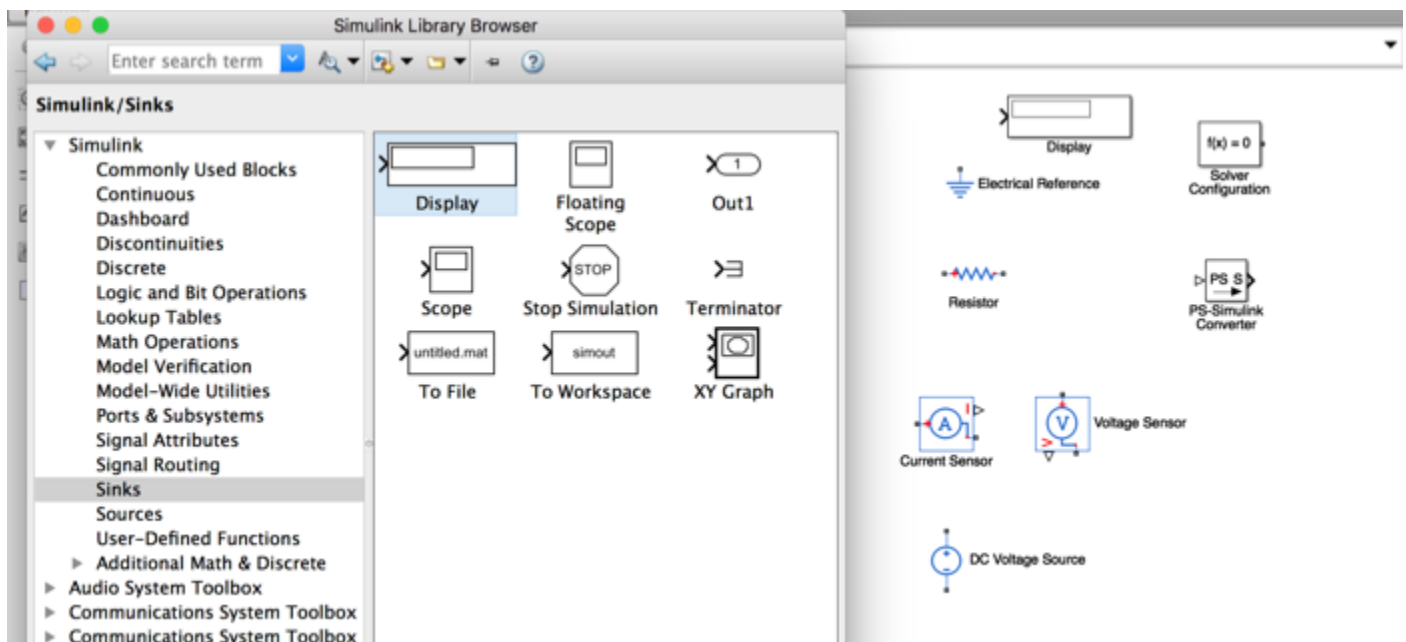 Simulink Library Browser
Enter search term
Simulink/Sinks
Simulink
Commonly Used Blocks
Continuous
Dashboard
Discontinuities
Discrete
Logic and Bit Operations
Lookup Tables
Math Operations
Model Verification
Model-Wide Utilities
Ports & Subsystems
Signal Attributes
Signal Routing
Sinks
Sources
User-Defined Functions
Additional Math & Discrete
Audio System Toolbox
Communications System Toolbox
Communications System Toolbox
Display
Floating
Scope
1
Out1
Scope
STOP
Stop Simulation
Terminator
untitled.mat
To File
simout
To Workspace
XY Graph
Display
f(x) = 0
Solver
Configuration
Electrical Reference
Resistor
PS S
PS-Simulink
Converter
A
I
Current Sensor
V
V
Voltage Sensor
DC Voltage Source